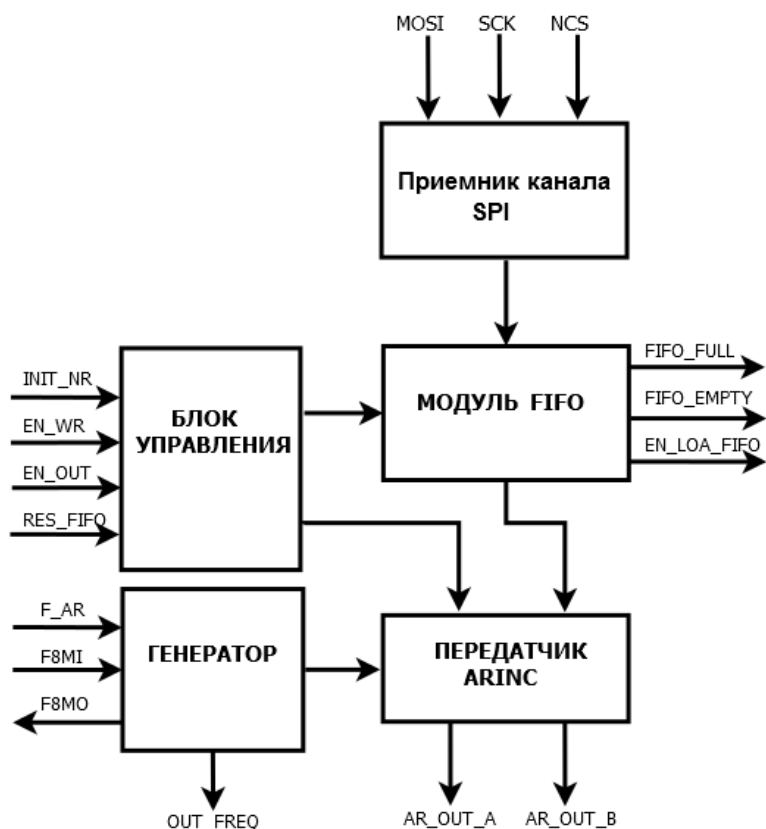 MOSI SCK NCS
Приемник канала
SPI
FIFO_FULL
INIT_NR
БЛОК
УПРАВЛЕНИЯ
МОДУЛЬ FIFO
FIFO_EMPTY
EN_WR
EN_LOA_FIFO
EN_OUT
RES_FIFO
F_AR
ГЕНЕРАТОР
ПЕРЕДАТЧИК
ARINC
F8MI
F8MO
OUT_FREQ
AR_OUT_A AR_OUT_B